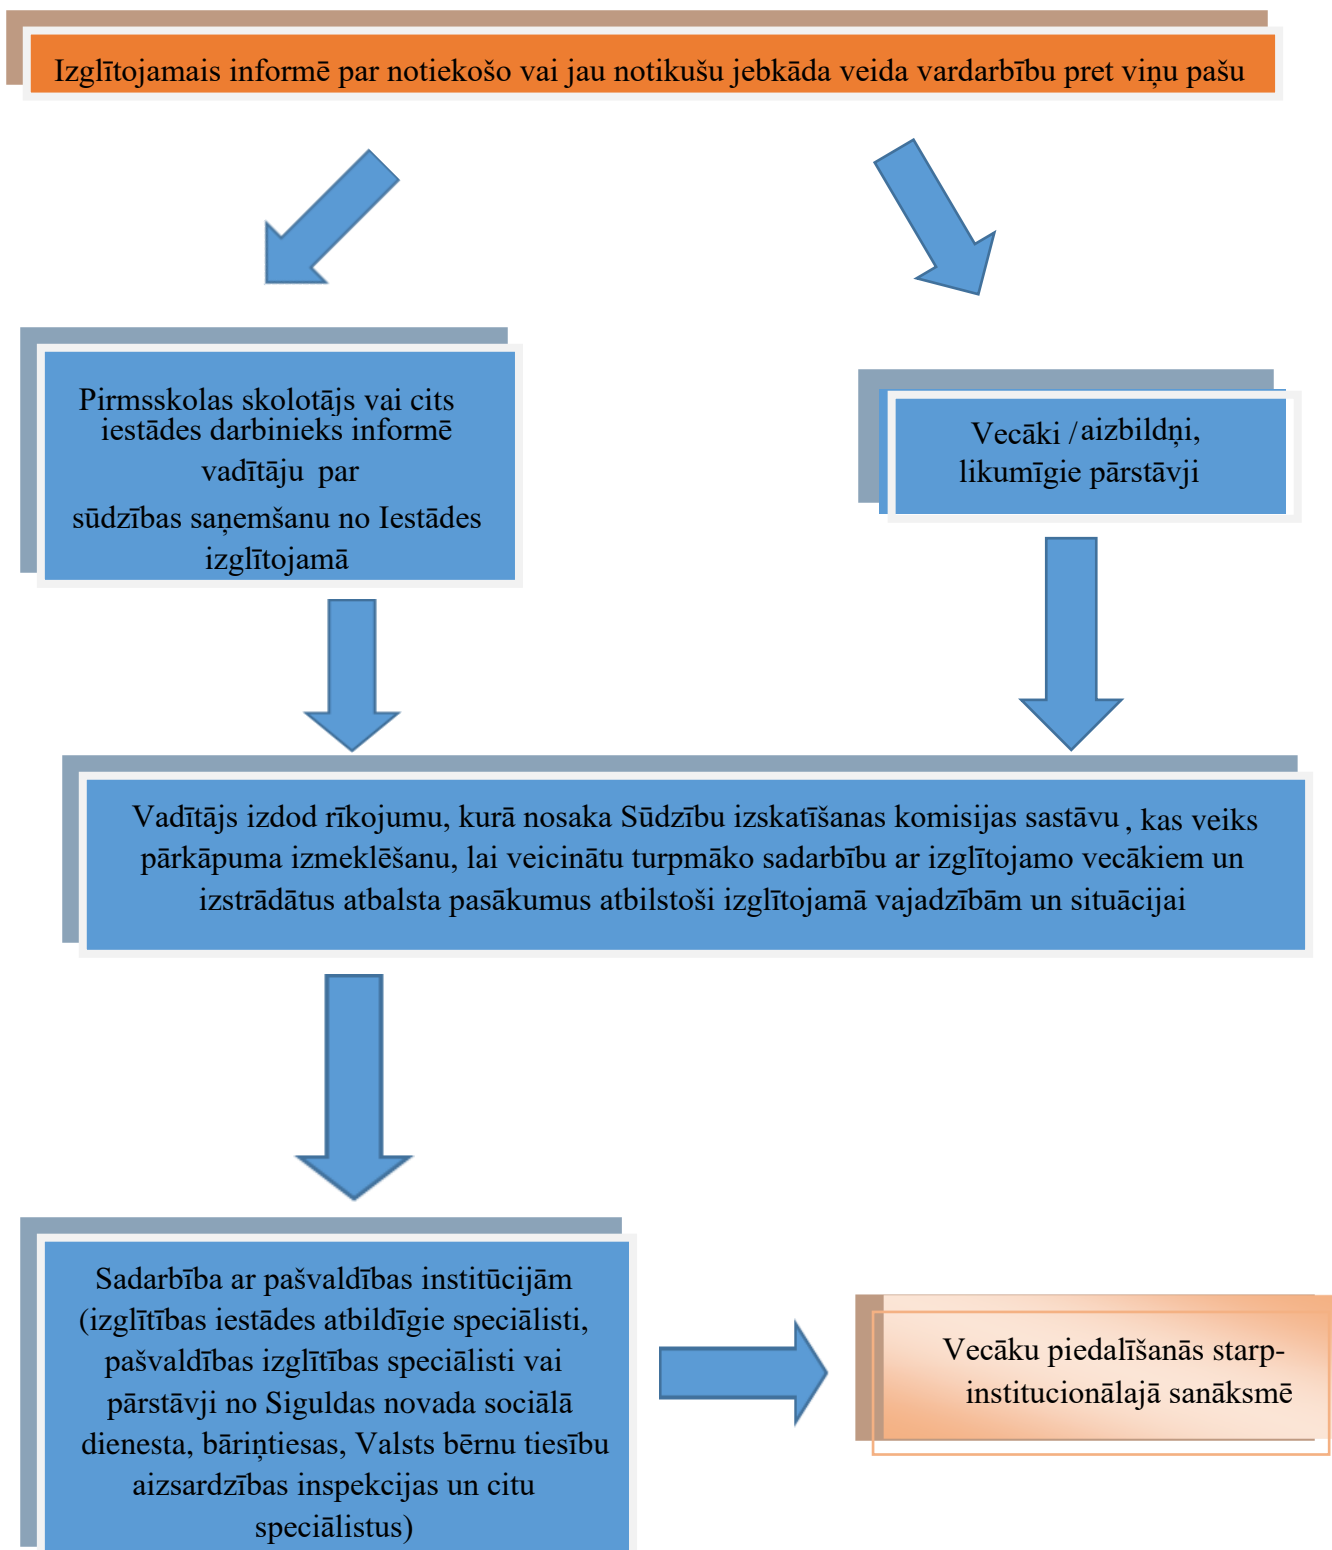 Izglītojamais informē par notiekošo vai jau notikušu jebkāda veida vardarbību pret viņu pašu
Pirmsskolas skolotājs vai cits
iestādes darbinieks informē
vadītāju par
sūdzības saņemšanu no Iestādes
izglītojamā
Vecāki /aizbildņi,
likumīgie pārstāvji
Vadītājs izdod rīkojumu, kurā nosaka Sūdzību izskatīšanas komisijas sastāvu , kas veiks
pārkāpuma izmeklēšanu, lai veicinātu turpmāko sadarbību ar izglītojamo vecākiem un
izstrādātus atbalsta pasākumus atbilstoši izglītojamā vajadzībām un situācijai
Sadarbība ar pašvaldības institūcijām
(izglītības iestādes atbildīgie speciālisti,
pašvaldības izglītības speciālisti vai
pārstāvji no Siguldas novada sociālā
dienesta, bāriņtiesas, Valsts bērnu tiesību
aizsardzības inspekcijas un citu
speciālistus)
Vecāku piedalīšanās starp-
institucionālajā sanāksmē